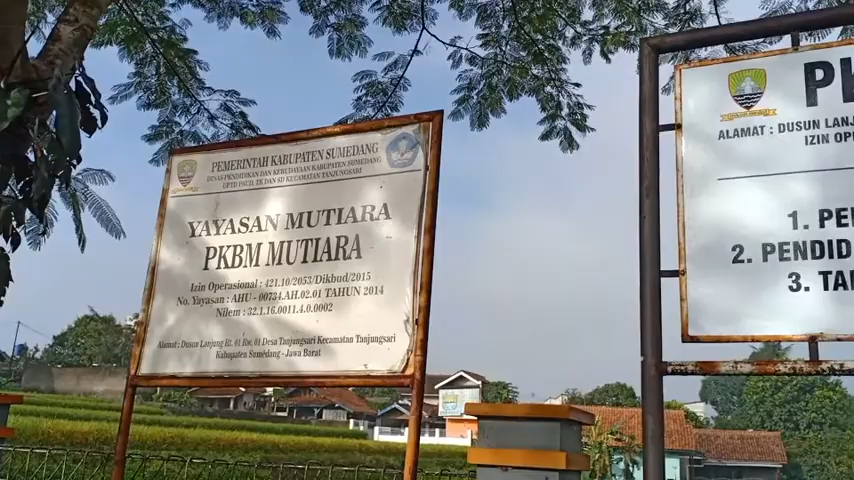 PEMERINTAH KABUPATEN SUMEDANG
DINAS PENDIDIKAN DAN KEBUDAYAAN KABUPATEN SUMEDANG
UPTD PAUD, TK DAN SD KECAMATAN TANJUNGSARI
YAYASAN MUTIARA
PKBM MUTIARA
Izin Operasional : 421.10/2053/Dikbud/2015
No. Yayasan : AHU - 00734.AH.02.01 TAHUN 2014
Nilem : 32.1.16.0011.4.0.0002
Alamat : Dusun Lanjung Rt. 01 Rw. 01 Desa Tanjungsari Kecamatan Tanjungsari
Kabupaten Sumedang - Jawa Barat
PK
ALAMAT : DUSUN LANJ
IZIN OPE
1. PE
2. PENDID
3. TA